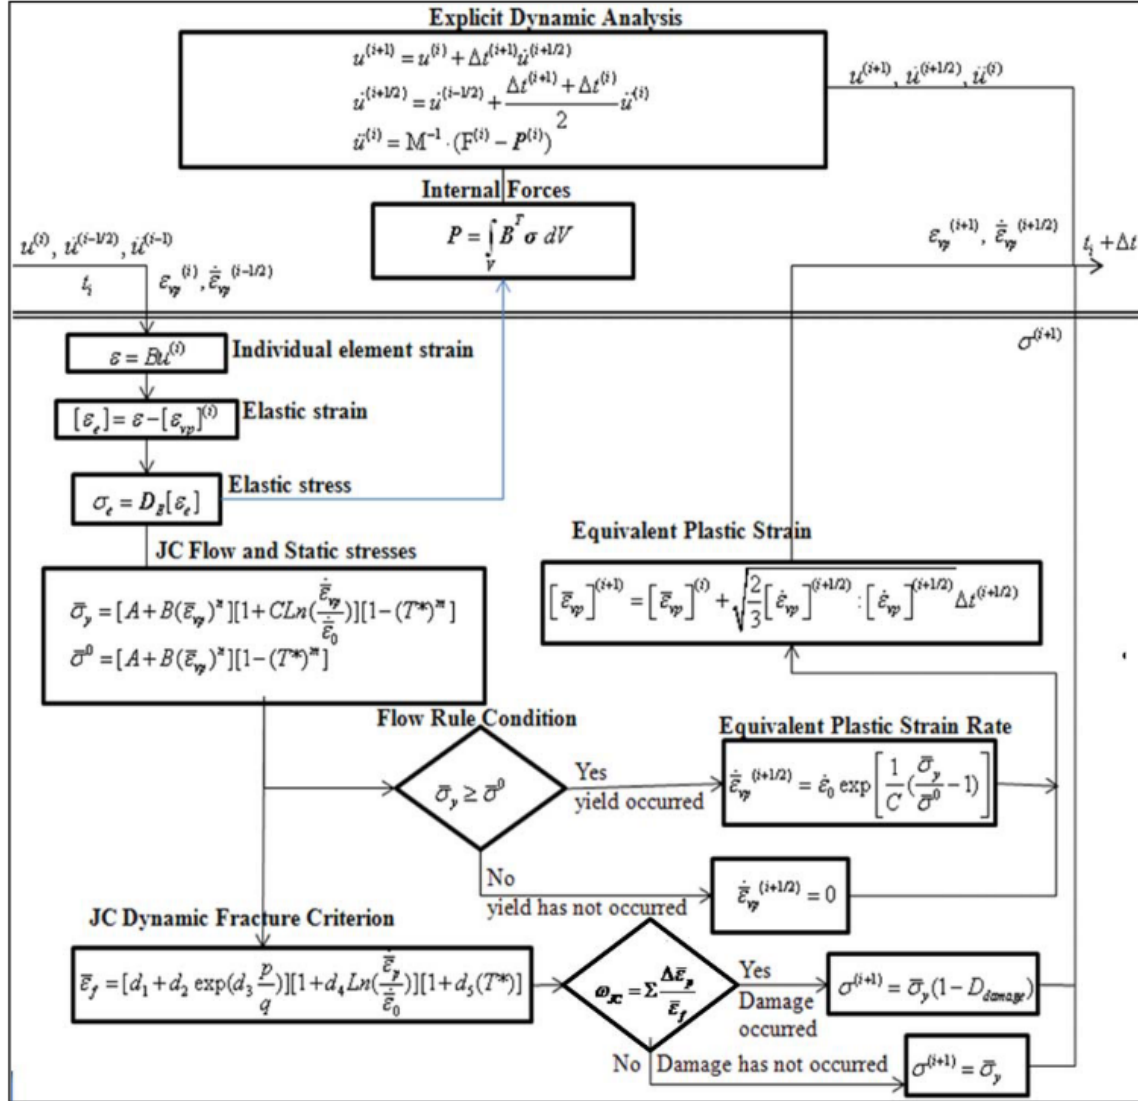 Explicit Dynamic Analysis
u^(i+1) = u^(i) + Δt^(i+1) u̇^(i+1/2)
u̇^(i+1/2) = u̇^(i−1/2) + (Δt^(i+1) + Δt^(i))/2 ü^(i)
ü^(i) = M^−1 · (F^(i) − P^(i))
u^(i+1), u̇^(i+1/2), ü^(i)
Internal Forces
P = ∫_V B^T σ dV
u^(i), u̇^(i−1/2), ü^(i−1)
t_i
ε_vp^(i), ε̄̇_vp^(i−1/2)
ε_vp^(i+1), ε̄̇_vp^(i+1/2)
t_i + Δt
σ^(i+1)
ε = Bu^(i)
Individual element strain
[ε_e] = ε − [ε_vp]^(i)
Elastic strain
σ_e = D_E[ε_e]
Elastic stress
JC Flow and Static stresses
σ̄_y = [A + B(ε̄_vp)^n][1 + CLn(ε̄̇_vp/ε̄̇_0)][1 − (T*)^m]
σ̄^0 = [A + B(ε̄_vp)^n][1 − (T*)^m]
Equivalent Plastic Strain
[ε̄_vp]^(i+1) = [ε̄_vp]^(i) + √(2/3 [ε̇_vp]^(i+1/2) : [ε̇_vp]^(i+1/2)) Δt^(i+1/2)
Flow Rule Condition
σ̄_y ≥ σ̄^0
Yes
yield occurred
Equivalent Plastic Strain Rate
ε̄̇_vp^(i+1/2) = ε̇_0 exp[1/C (σ̄_y/σ̄^0 − 1)]
No
yield has not occurred
ε̄̇_vp^(i+1/2) = 0
JC Dynamic Fracture Criterion
ε̄_f = [d_1 + d_2 exp(d_3 p/q)][1 + d_4 Ln(ε̄̇_p/ε̄̇_0)][1 + d_5(T*)]
ω_JC = Σ Δε̄_p/ε̄_f
Yes
Damage
occurred
σ^(i+1) = σ̄_y(1 − D_damage)
No
Damage has not occurred
σ^(i+1) = σ̄_y